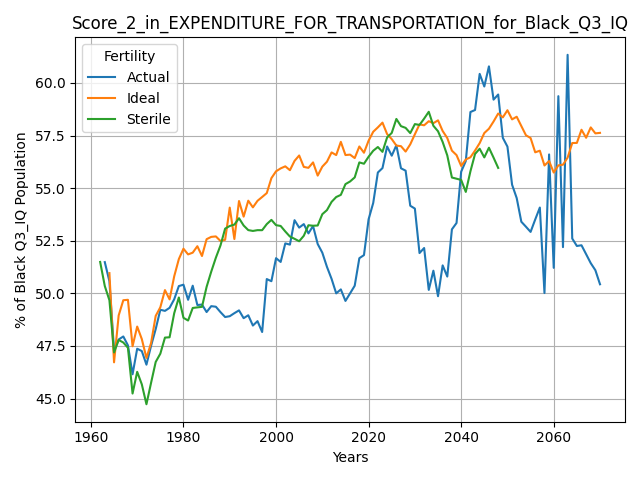 Score_2_in_EXPENDITURE_FOR_TRANSPORTATION_for_Black_Q3_IQ
Fertility
Actual
Ideal
Sterile
% of Black Q3_IQ Population
60.0
57.5
55.0
52.5
50.0
47.5
45.0
1960
1980
2000
2020
2040
2060
Years